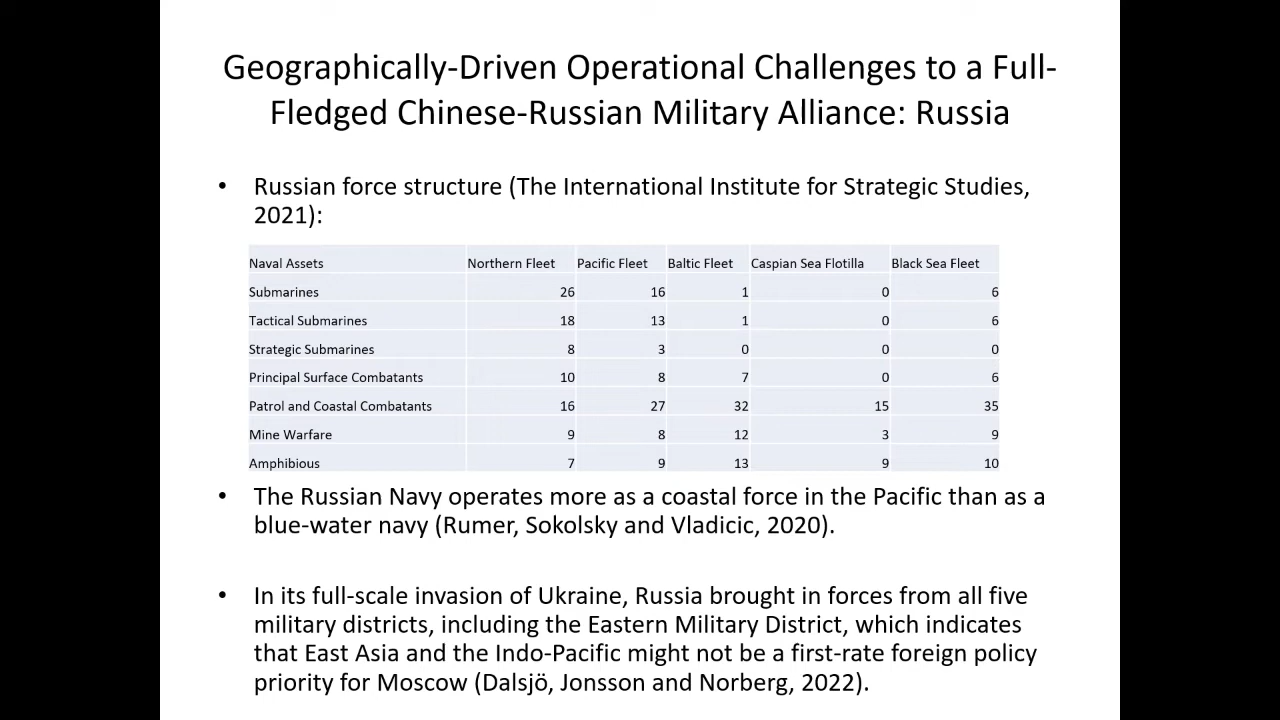 Geographically-Driven Operational Challenges to a Full-
Fledged Chinese-Russian Military Alliance: Russia
• Russian force structure (The International Institute for Strategic Studies,
2021):
Naval Assets Northern Fleet Pacific Fleet Baltic Fleet Caspian Sea Flotilla Black Sea Fleet
Submarines 26 16 1 0 6
Tactical Submarines 18 13 1 0 6
Strategic Submarines 8 3 0 0 0
Principal Surface Combatants 10 8 7 0 6
Patrol and Coastal Combatants 16 27 32 15 35
Mine Warfare 9 8 12 3 9
Amphibious 7 9 13 9 10
• The Russian Navy operates more as a coastal force in the Pacific than as a
blue-water navy (Rumer, Sokolsky and Vladicic, 2020).
• In its full-scale invasion of Ukraine, Russia brought in forces from all five
military districts, including the Eastern Military District, which indicates
that East Asia and the Indo-Pacific might not be a first-rate foreign policy
priority for Moscow (Dalsjö, Jonsson and Norberg, 2022).